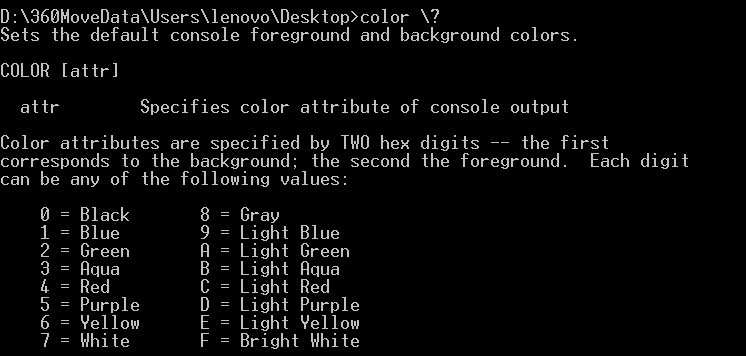 D:\360MoveData\Users\lenovo\Desktop>color \?
Sets the default console foreground and background colors.
COLOR [attr]
attr        Specifies color attribute of console output
Color attributes are specified by TWO hex digits -- the first
corresponds to the background; the second the foreground.  Each digit
can be any of the following values:
0 = Black       8 = Gray
1 = Blue        9 = Light Blue
2 = Green       A = Light Green
3 = Aqua        B = Light Aqua
4 = Red         C = Light Red
5 = Purple      D = Light Purple
6 = Yellow      E = Light Yellow
7 = White       F = Bright White